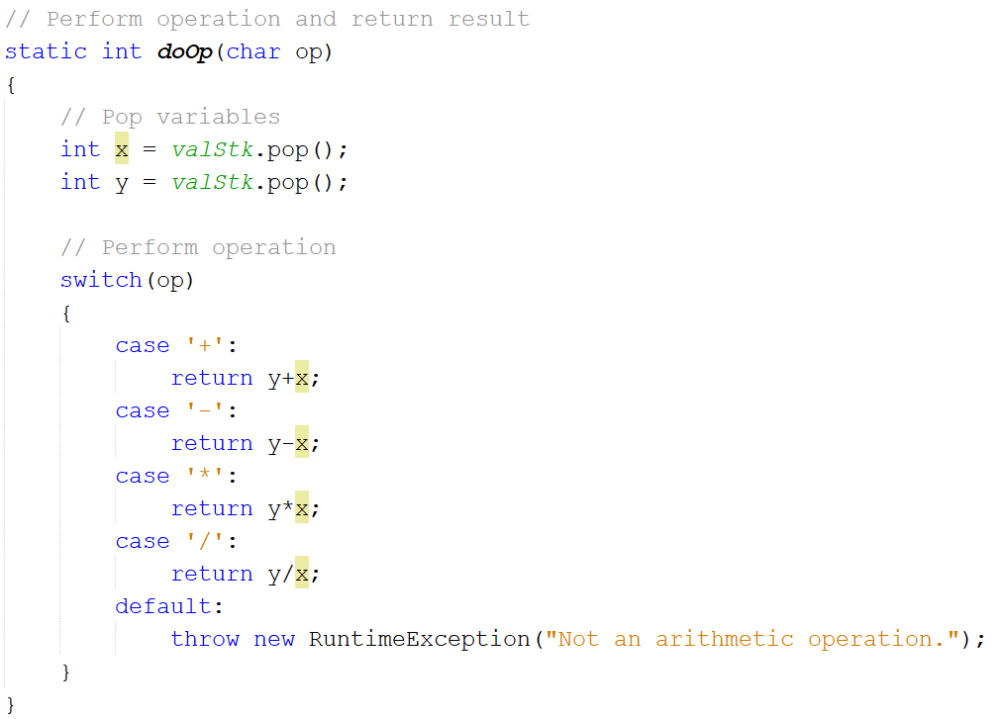 // Perform operation and return result
static int doOp(char op)
{
    // Pop variables
    int x = valStk.pop();
    int y = valStk.pop();

    // Perform operation
    switch(op)
    {
        case '+':
            return y+x;
        case '-':
            return y-x;
        case '*':
            return y*x;
        case '/':
            return y/x;
        default:
            throw new RuntimeException("Not an arithmetic operation.");
    }
}